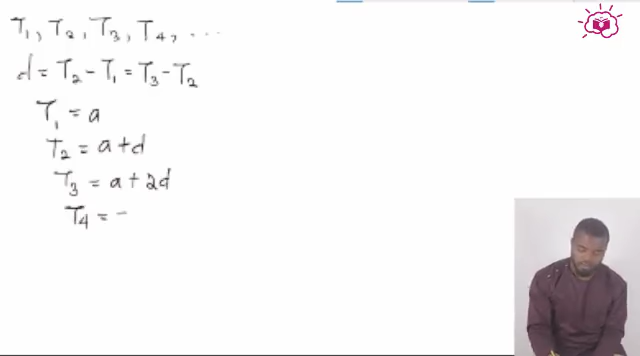 T₁, T₂, T₃, T₄, ...
d = T₂ - T₁ = T₃ - T₂
T₁ = a
T₂ = a + d
T₃ = a + 2d
T₄ = -